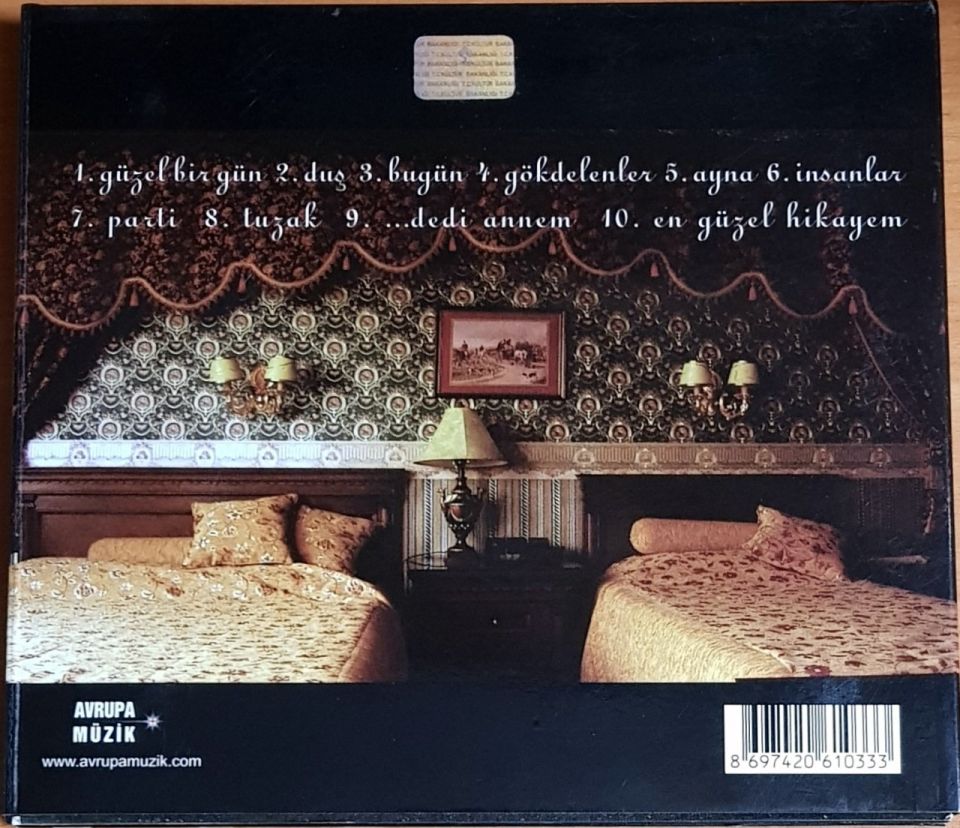 1. güzel bir gün 2. duş 3. bugün 4. gökdelenler 5. ayna 6. insanlar
7. parti 8. tuzak 9. ...dedi annem 10. en güzel hikayem
AVRUPA
MÜZİK
www.avrupamuzik.com
8 697420 610333